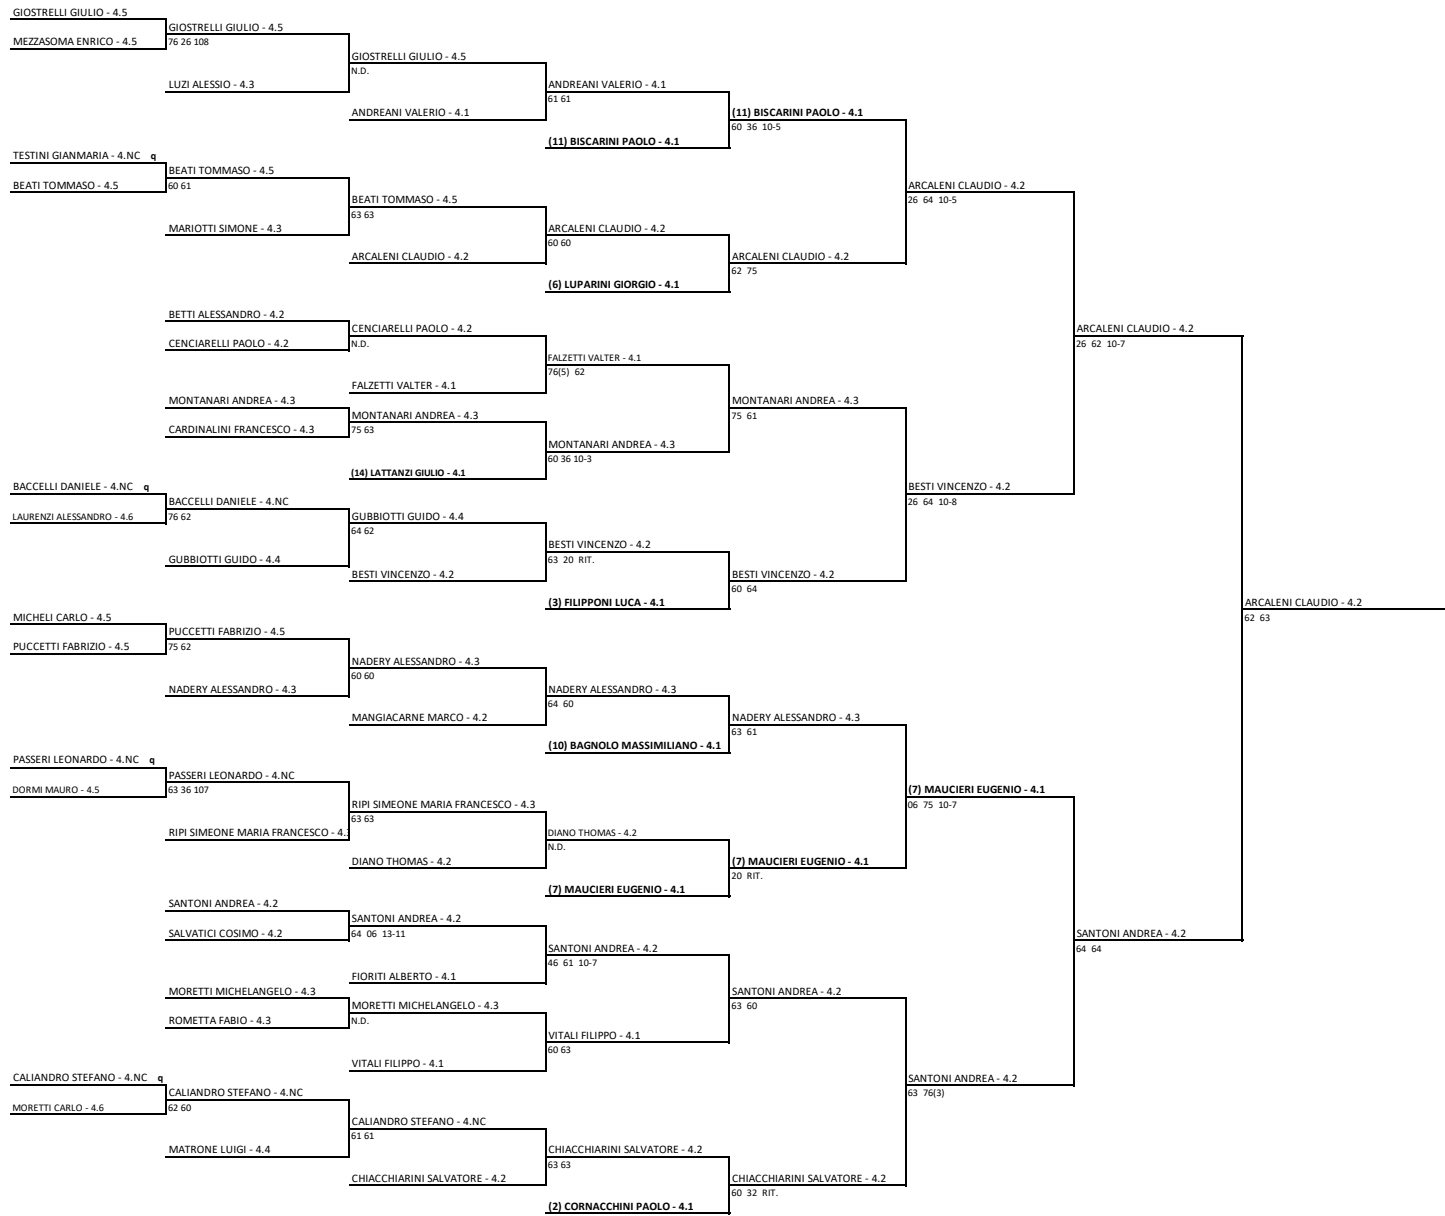 GIOSTRELLI GIULIO - 4.5
GIOSTRELLI GIULIO - 4.5
MEZZASOMA ENRICO - 4.5
76 26 108
GIOSTRELLI GIULIO - 4.5
N.D.
LUZI ALESSIO - 4.3
ANDREANI VALERIO - 4.1
61 61
ANDREANI VALERIO - 4.1
(11) BISCARINI PAOLO - 4.1
60 36 10-5
(11) BISCARINI PAOLO - 4.1
TESTINI GIANMARIA - 4.NC q
BEATI TOMMASO - 4.5
BEATI TOMMASO - 4.5
60 61
ARCALENI CLAUDIO - 4.2
26 64 10-5
BEATI TOMMASO - 4.5
63 63
MARIOTTI SIMONE - 4.3
ARCALENI CLAUDIO - 4.2
60 60
ARCALENI CLAUDIO - 4.2
ARCALENI CLAUDIO - 4.2
62 75
(6) LUPARINI GIORGIO - 4.1
BETTI ALESSANDRO - 4.2
CENCIARELLI PAOLO - 4.2
ARCALENI CLAUDIO - 4.2
CENCIARELLI PAOLO - 4.2
N.D.
26 62 10-7
FALZETTI VALTER - 4.1
76(5) 62
FALZETTI VALTER - 4.1
MONTANARI ANDREA - 4.3
MONTANARI ANDREA - 4.3
MONTANARI ANDREA - 4.3
75 61
CARDINALINI FRANCESCO - 4.3
75 63
MONTANARI ANDREA - 4.3
60 36 10-3
(14) LATTANZI GIULIO - 4.1
BACCELLI DANIELE - 4.NC q
BESTI VINCENZO - 4.2
BACCELLI DANIELE - 4.NC
26 64 10-8
LAURENZI ALESSANDRO - 4.6
76 62
GUBBIOTTI GUIDO - 4.4
64 62
BESTI VINCENZO - 4.2
GUBBIOTTI GUIDO - 4.4
63 20 RIT.
BESTI VINCENZO - 4.2
BESTI VINCENZO - 4.2
60 64
(3) FILIPPONI LUCA - 4.1
ARCALENI CLAUDIO - 4.2
62 63
MICHELI CARLO - 4.5
PUCCETTI FABRIZIO - 4.5
PUCCETTI FABRIZIO - 4.5
75 62
NADERY ALESSANDRO - 4.3
60 60
NADERY ALESSANDRO - 4.3
NADERY ALESSANDRO - 4.3
64 60
MANGIACARNE MARCO - 4.2
NADERY ALESSANDRO - 4.3
63 61
(10) BAGNOLO MASSIMILIANO - 4.1
PASSERI LEONARDO - 4.NC q
PASSERI LEONARDO - 4.NC
DORMI MAURO - 4.5
63 36 107
(7) MAUCIERI EUGENIO - 4.1
06 75 10-7
RIPI SIMEONE MARIA FRANCESCO - 4.3
63 63
RIPI SIMEONE MARIA FRANCESCO - 4.
DIANO THOMAS - 4.2
N.D.
DIANO THOMAS - 4.2
(7) MAUCIERI EUGENIO - 4.1
20 RIT.
(7) MAUCIERI EUGENIO - 4.1
SANTONI ANDREA - 4.2
SANTONI ANDREA - 4.2
SALVATICI COSIMO - 4.2
64 06 13-11
SANTONI ANDREA - 4.2
64 64
SANTONI ANDREA - 4.2
46 61 10-7
FIORITI ALBERTO - 4.1
MORETTI MICHELANGELO - 4.3
SANTONI ANDREA - 4.2
63 60
MORETTI MICHELANGELO - 4.3
ROMETTA FABIO - 4.3
N.D.
VITALI FILIPPO - 4.1
60 63
VITALI FILIPPO - 4.1
CALIANDRO STEFANO - 4.NC q
SANTONI ANDREA - 4.2
63 76(3)
CALIANDRO STEFANO - 4.NC
MORETTI CARLO - 4.6
62 60
CALIANDRO STEFANO - 4.NC
61 61
MATRONE LUIGI - 4.4
CHIACCHIARINI SALVATORE - 4.2
63 63
CHIACCHIARINI SALVATORE - 4.2
CHIACCHIARINI SALVATORE - 4.2
60 32 RIT.
(2) CORNACCHINI PAOLO - 4.1